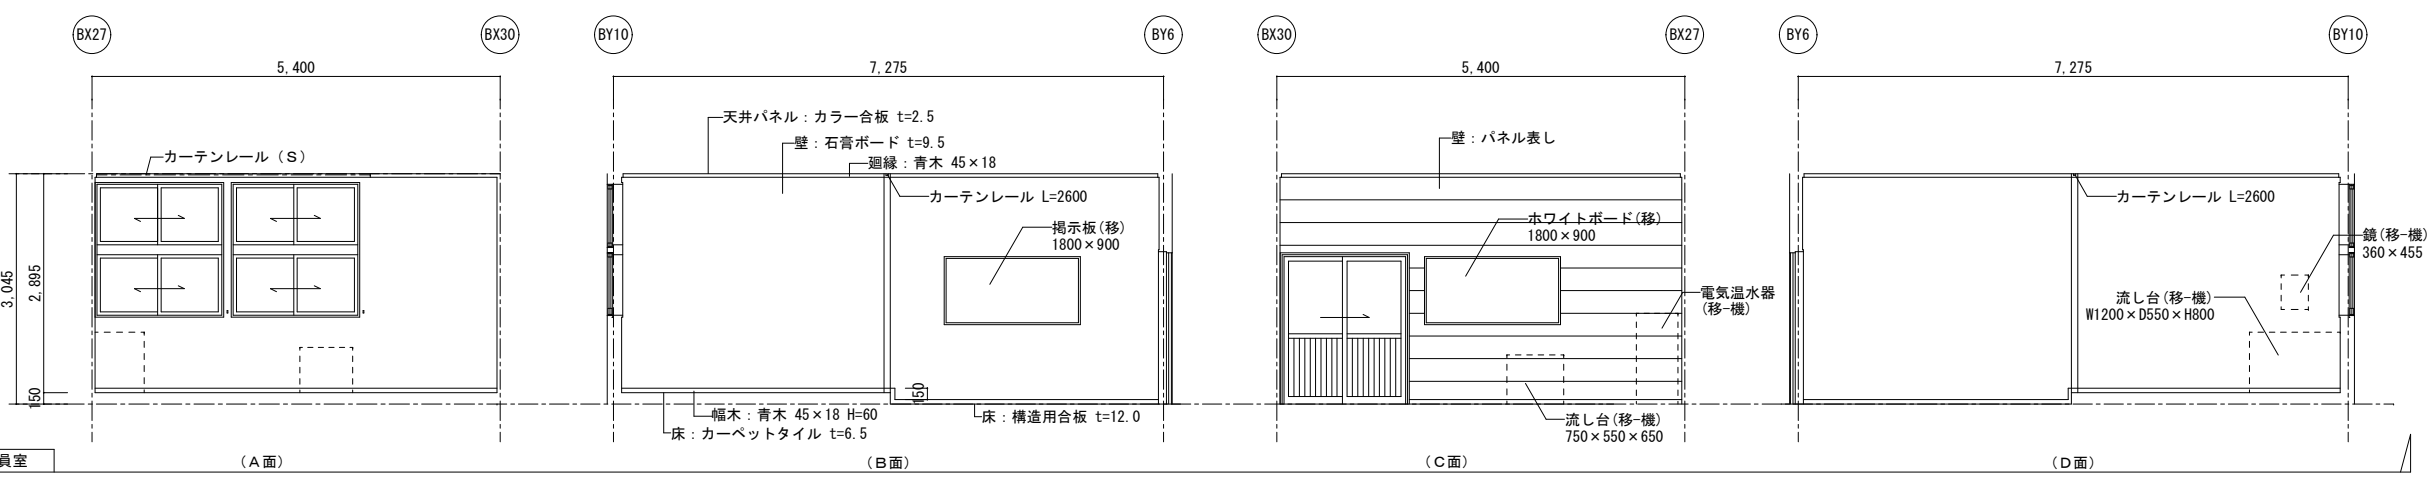 BX27
BX30
BY10
BY6
BX30
BX27
BY6
BY10
5,400
7,275
5,400
7,275
カーテンレール（S）
3,045
2,895
150
天井パネル：カラー合板 t=2.5
壁：石膏ボード t=9.5
廻縁：青木 45×18
カーテンレール L=2600
掲示板(移)
1800×900
150
幅木：青木 45×18 H=60
床：カーペットタイル t=6.5
床：構造用合板 t=12.0
壁：パネル表し
ホワイトボード(移)
1800×900
電気温水器
(移-機)
流し台(移-機)
750×550×650
カーテンレール L=2600
鏡(移-機)
360×455
流し台(移-機)
W1200×D550×H800
員室
（A面）
（B面）
（C面）
（D面）